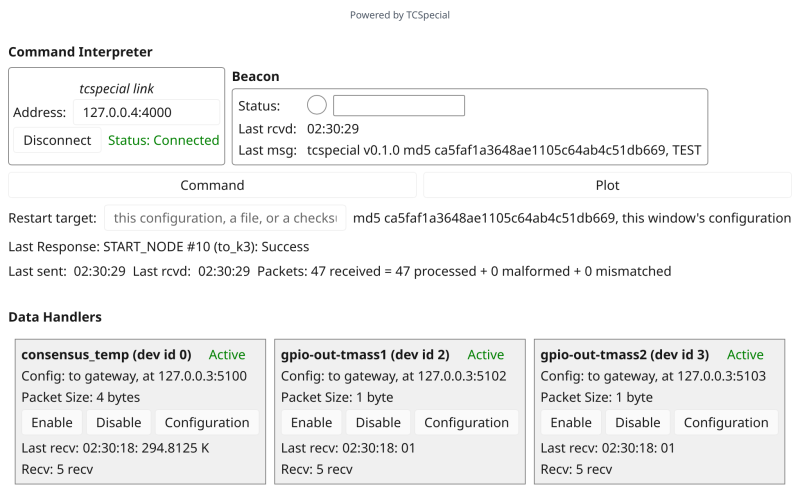 Powered by TCSpecial
Command Interpreter
tcspecial link
Address: 127.0.0.4:4000
Disconnect Status: Connected
Beacon
Status:
Last rcvd: 02:30:29
Last msg: tcspecial v0.1.0 md5 ca5faf1a3648ae1105c64ab4c51db669, TEST
Command Plot
Restart target: this configuration, a file, or a checksu md5 ca5faf1a3648ae1105c64ab4c51db669, this window's configuration
Last Response: START_NODE #10 (to_k3): Success
Last sent: 02:30:29 Last rcvd: 02:30:29 Packets: 47 received = 47 processed + 0 malformed + 0 mismatched
Data Handlers
consensus_temp (dev id 0) Active
Config: to gateway, at 127.0.0.3:5100
Packet Size: 4 bytes
Enable Disable Configuration
Last recv: 02:30:18: 294.8125 K
Recv: 5 recv
gpio-out-tmass1 (dev id 2) Active
Config: to gateway, at 127.0.0.3:5102
Packet Size: 1 byte
Enable Disable Configuration
Last recv: 02:30:18: 01
Recv: 5 recv
gpio-out-tmass2 (dev id 3) Active
Config: to gateway, at 127.0.0.3:5103
Packet Size: 1 byte
Enable Disable Configuration
Last recv: 02:30:18: 01
Recv: 5 recv